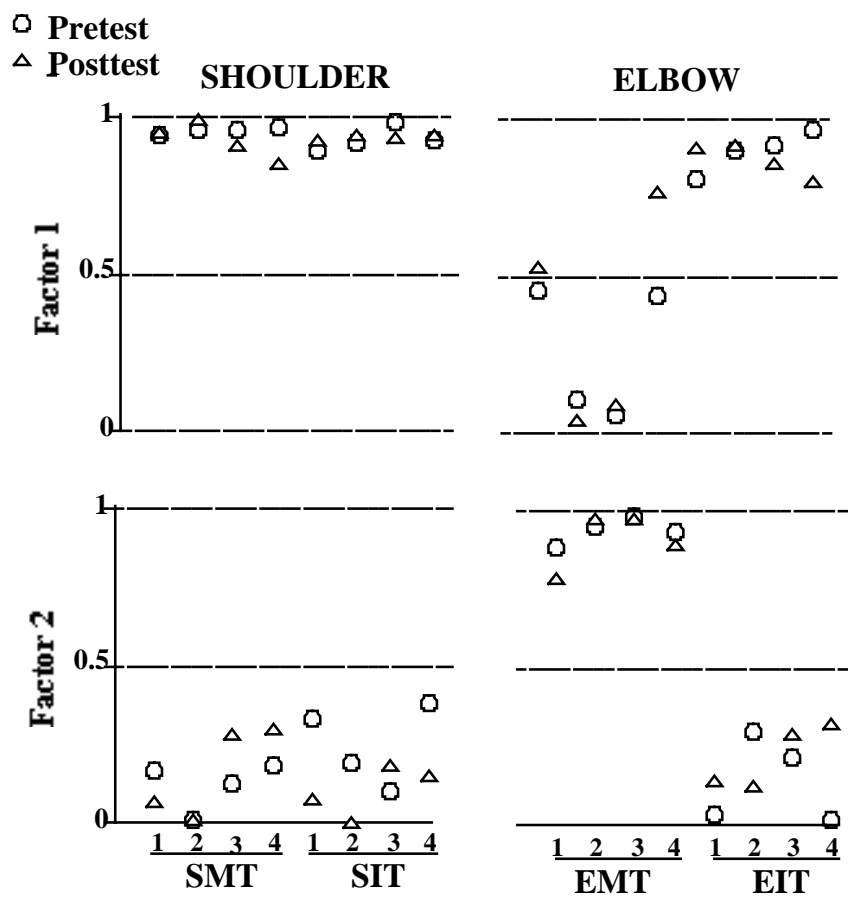 Pretest
Posttest
SHOULDER ELBOW
1
Factor 1
0.5
0
1
Factor 2
0.5
0
1 2 3 4 1 2 3 4 1 2 3 4 1 2 3 4
SMT SIT EMT EIT